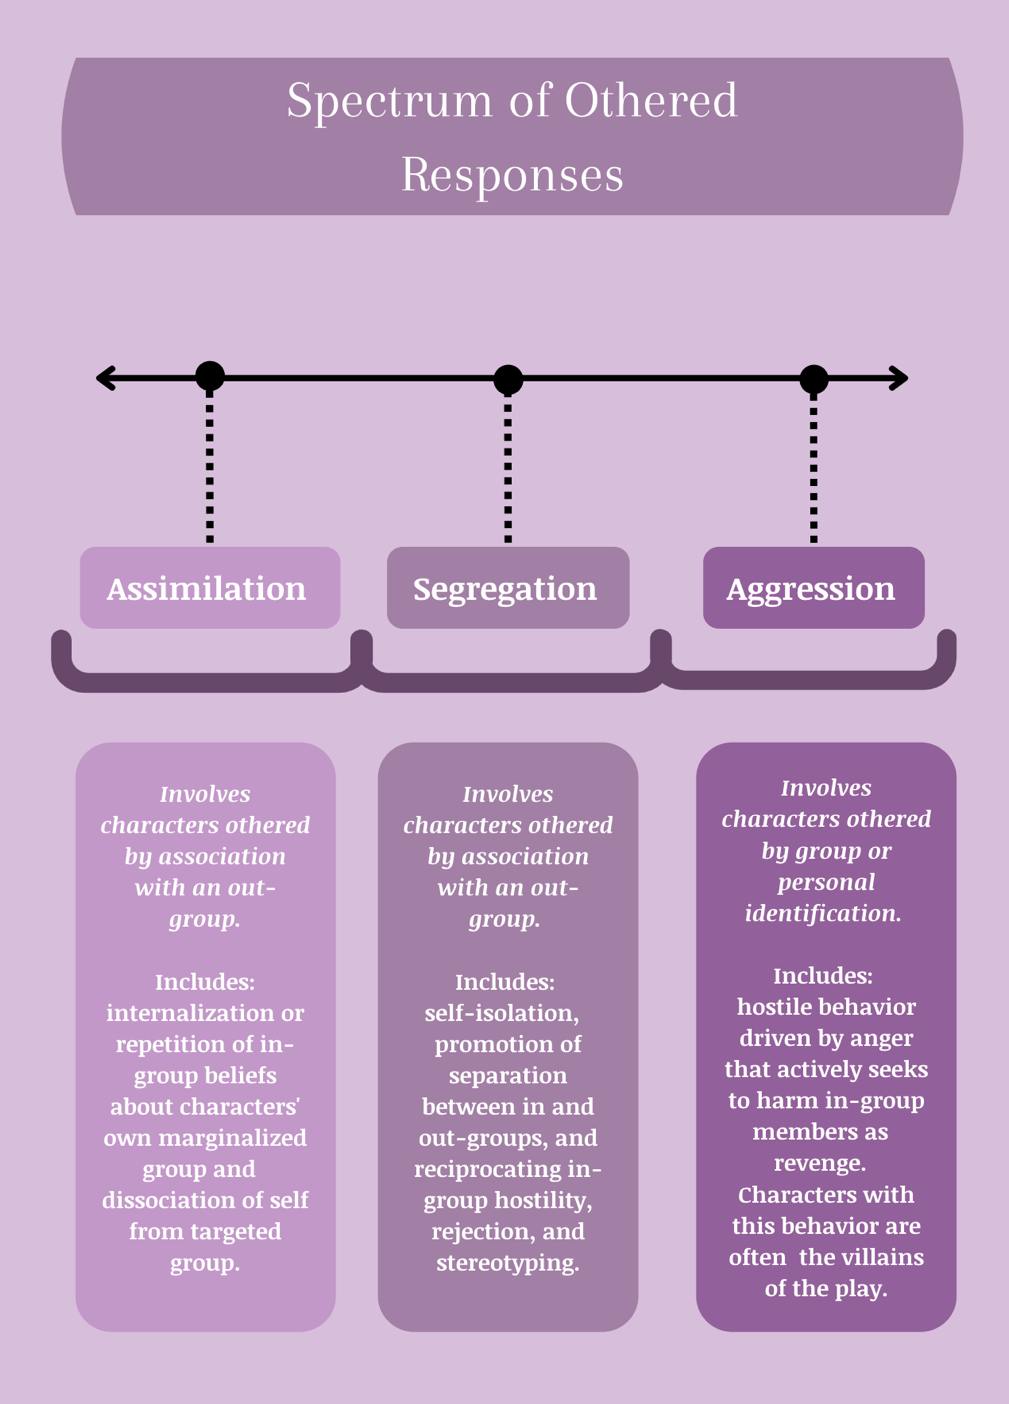 Spectrum of Othered
Responses
Assimilation
Segregation
Aggression
Involves
characters othered
by association
with an out-
group.
Includes:
internalization or
repetition of in-
group beliefs
about characters'
own marginalized
group and
dissociation of self
from targeted
group.
Involves
characters othered
by association
with an out-
group.
Includes:
self-isolation,
promotion of
separation
between in and
out-groups, and
reciprocating in-
group hostility,
rejection, and
stereotyping.
Involves
characters othered
by group or
personal
identification.
Includes:
hostile behavior
driven by anger
that actively seeks
to harm in-group
members as
revenge.
Characters with
this behavior are
often  the villains
of the play.